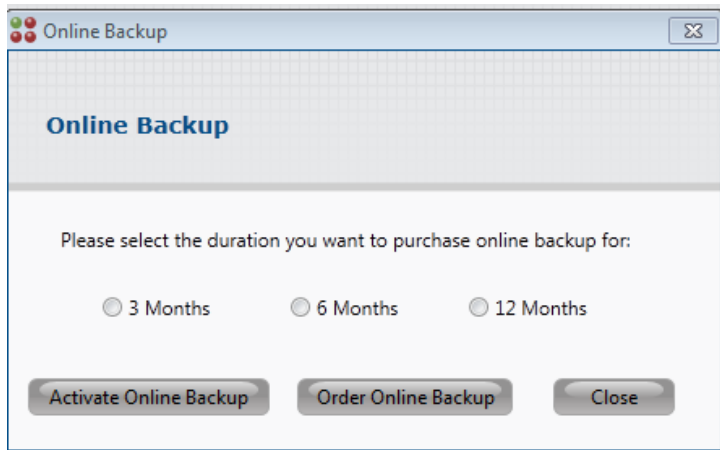 Online Backup
Online Backup
Please select the duration you want to purchase online backup for:
3 Months 6 Months 12 Months
Activate Online Backup Order Online Backup Close